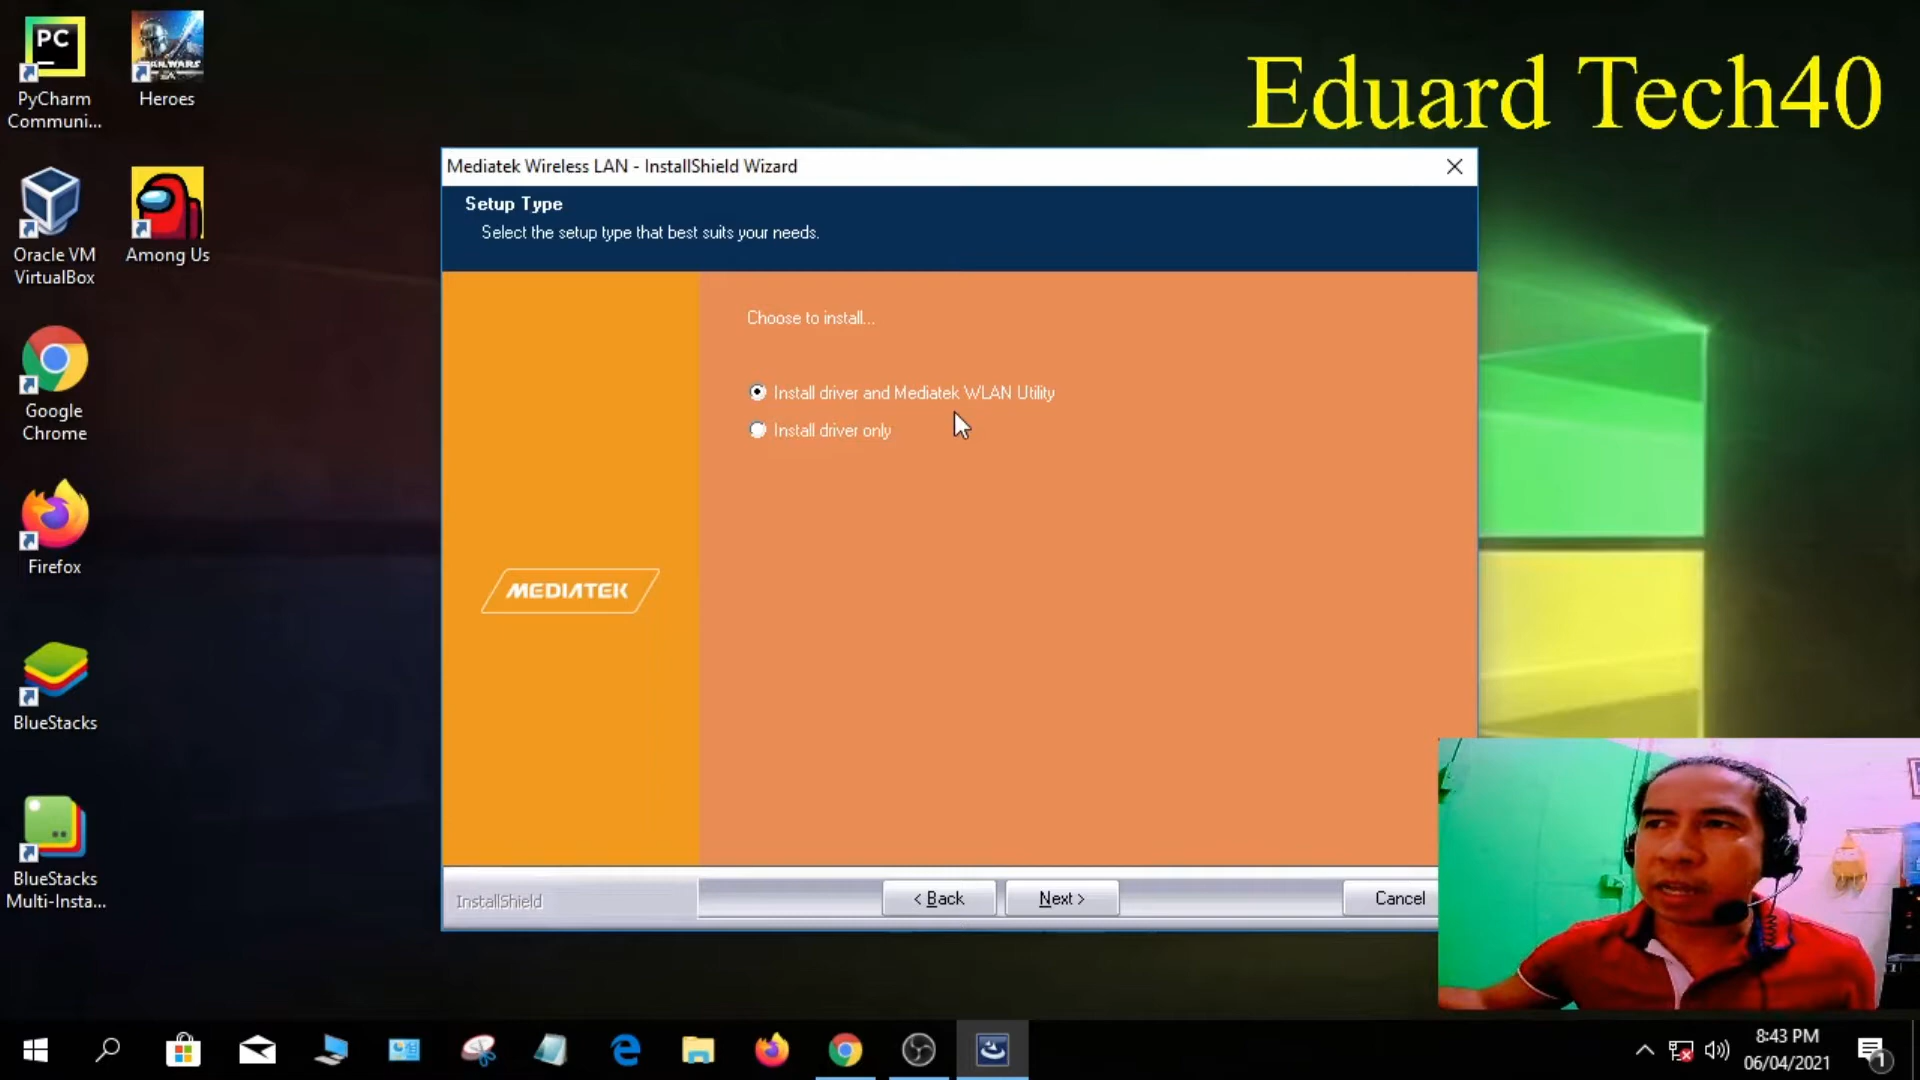 PC
PyCharm
Communi...
Heroes
Oracle VM
VirtualBox
Among Us
Google
Chrome
Firefox
BlueStacks
BlueStacks
Multi-Insta...
Eduard Tech40
Mediatek Wireless LAN - InstallShield Wizard
Setup Type
Select the setup type that best suits your needs.
Choose to install...
Install driver and Mediatek WLAN Utility
Install driver only
MEDIATEK
InstallShield
< Back
Next >
Cancel
8:43 PM
06/04/2021
1